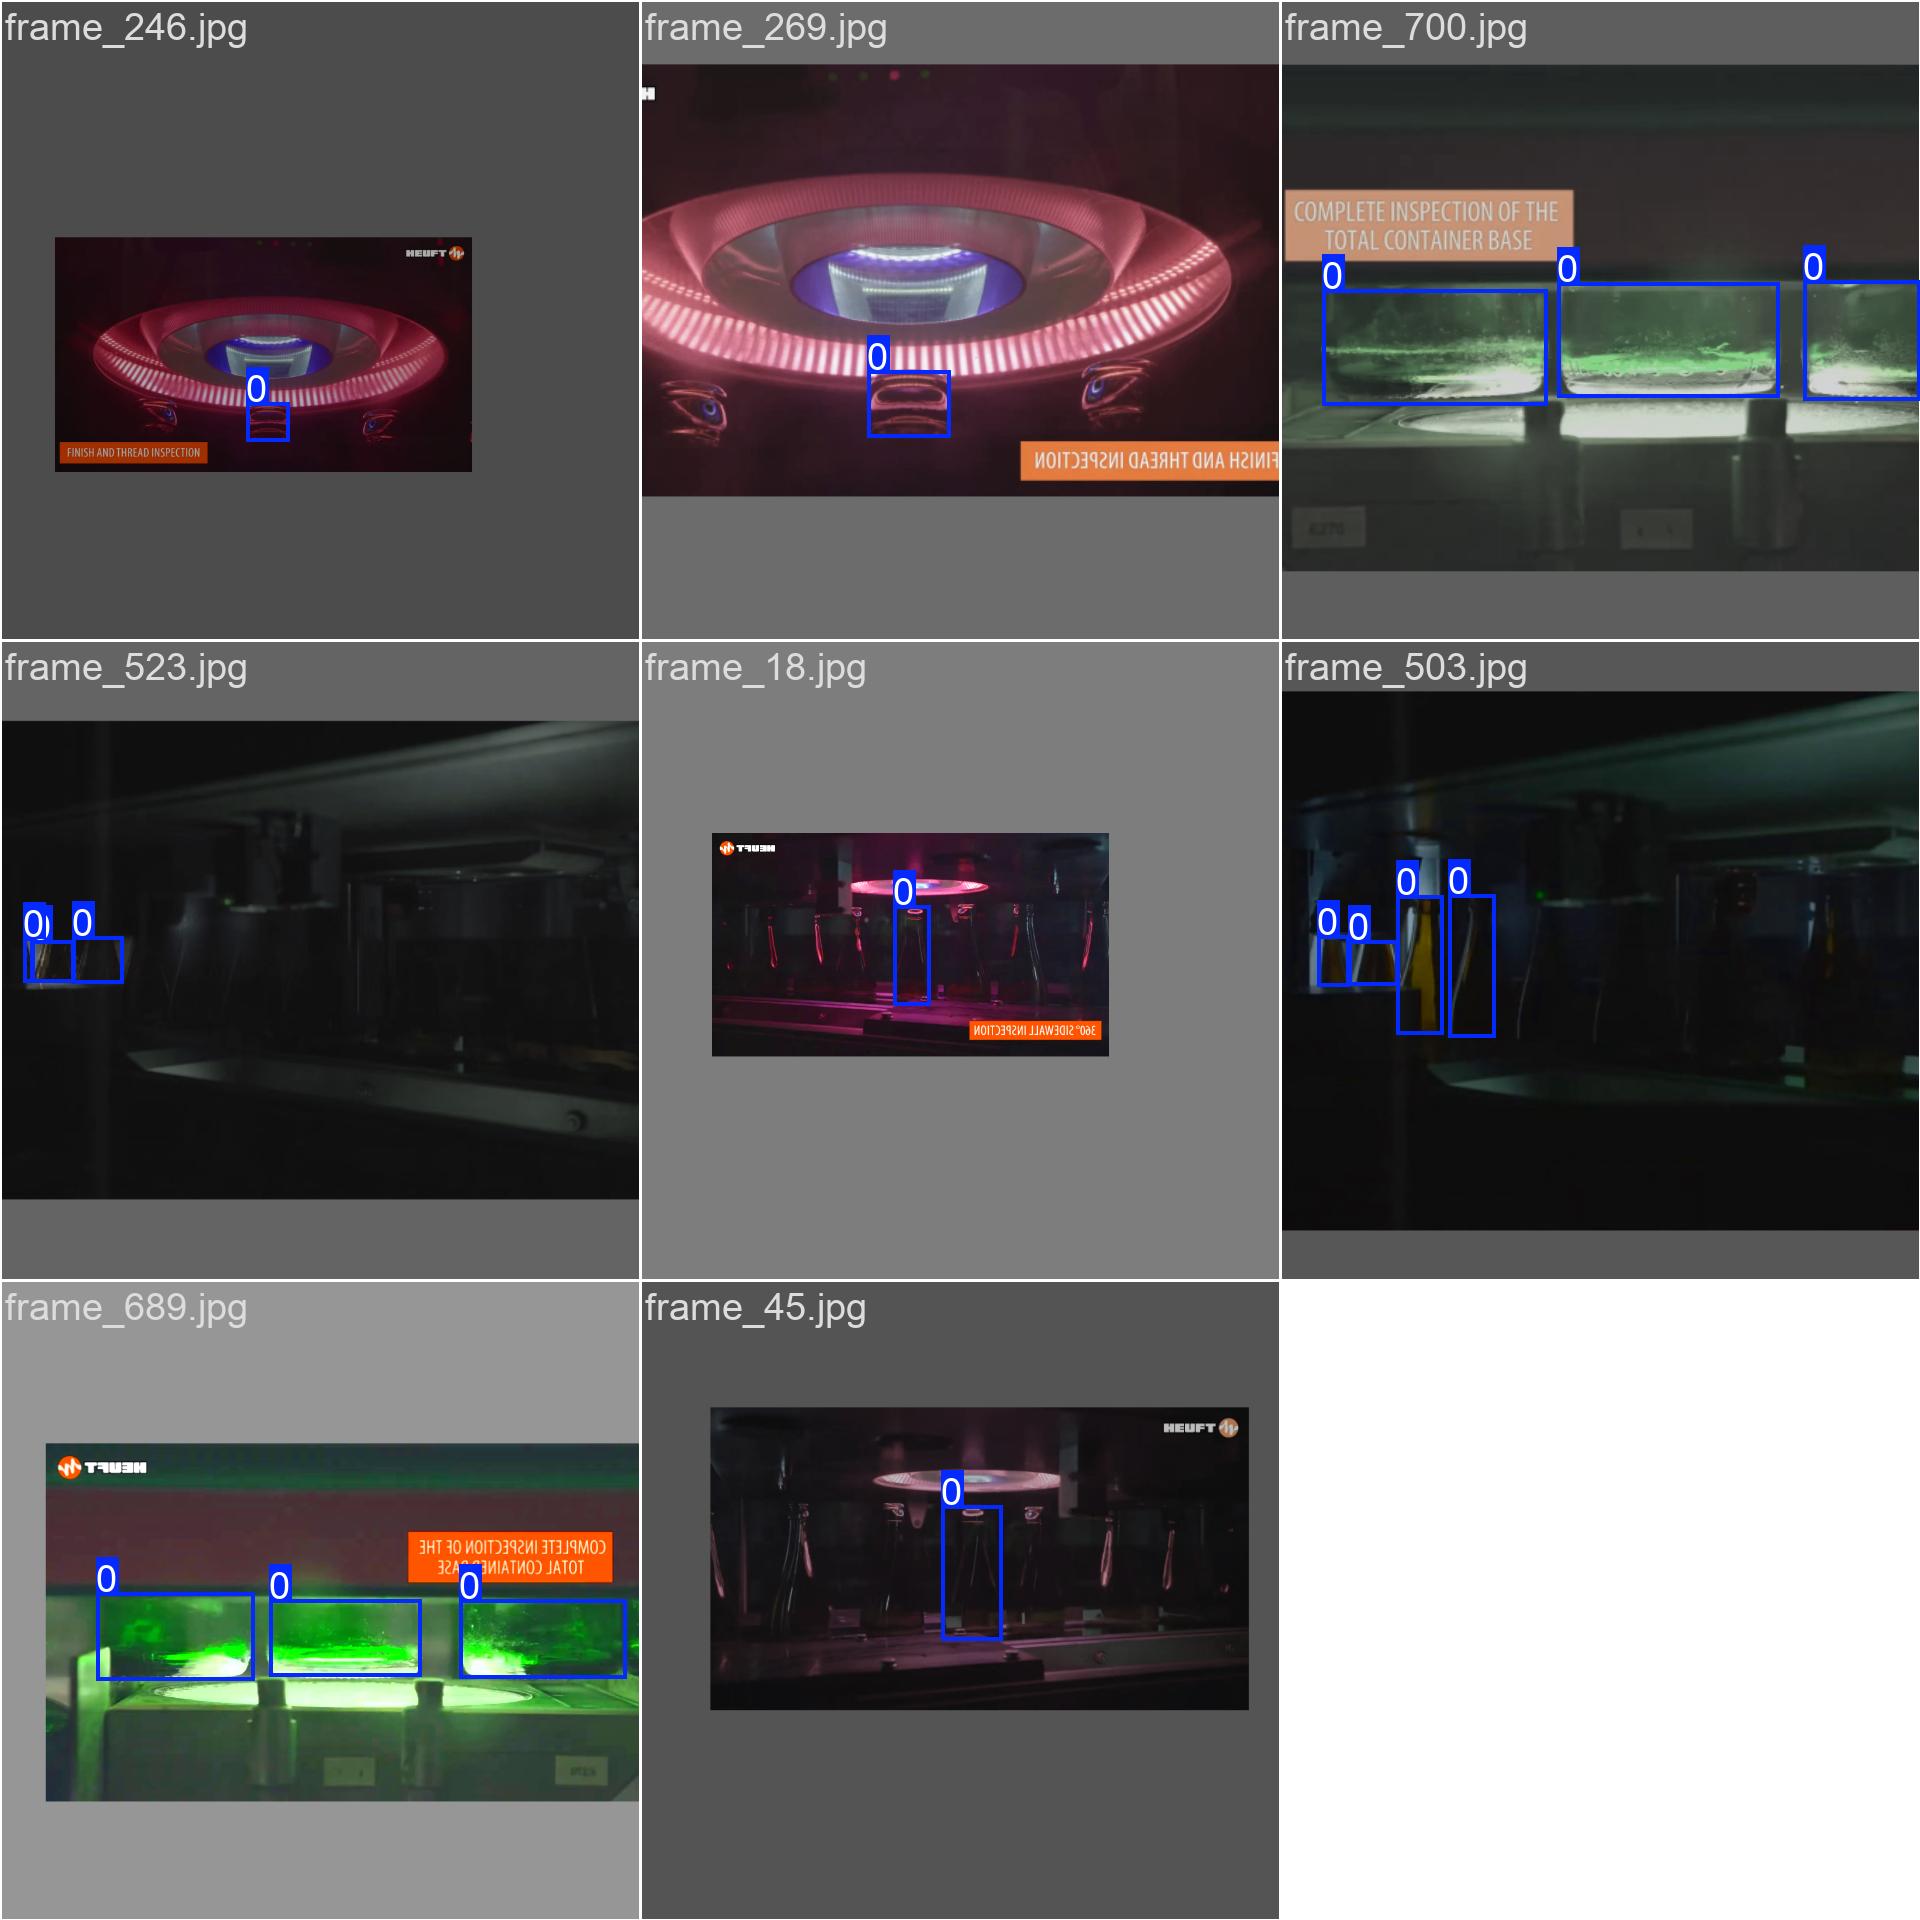 frame_246.jpg
HEUFT
0
FINISH AND THREAD INSPECTION
frame_269.jpg
H
0
FINISH AND THREAD INSPECTION
frame_700.jpg
COMPLETE INSPECTION OF THE
TOTAL CONTAINER BASE
0
0
0
frame_523.jpg
0
0
frame_18.jpg
HEUFT
0
360° SIDEWALL INSPECTION
frame_503.jpg
0
0
0
0
frame_689.jpg
HEUFT
COMPLETE INSPECTION OF THE
TOTAL CONTAINER BASE
0
0
0
frame_45.jpg
HEUFT
0